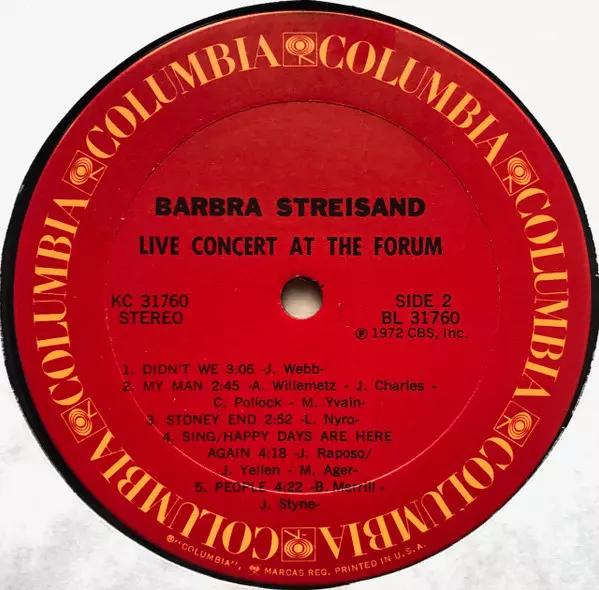 COLUMBIA COLUMBIA COLUMBIA COLUMBIA COLUMBIA COLUMBIA
BARBRA STREISAND
LIVE CONCERT AT THE FORUM
KC 31760 SIDE 2
STEREO BL 31760
Ⓟ 1972 CBS, Inc.
1. DIDN'T WE 3:06 -J. Webb-
2. MY MAN 2:45 -A. Willemetz - J. Charles -
C. Pollock - M. Yvain-
3. STONEY END 2:52 -L. Nyro-
4. SING/HAPPY DAYS ARE HERE
AGAIN 4:18 -J. Raposo/
J. Yellen - M. Ager-
5. PEOPLE 4:22 -B. Merrill -
J. Styne-
®"COLUMBIA", MARCAS REG. PRINTED IN U.S.A.